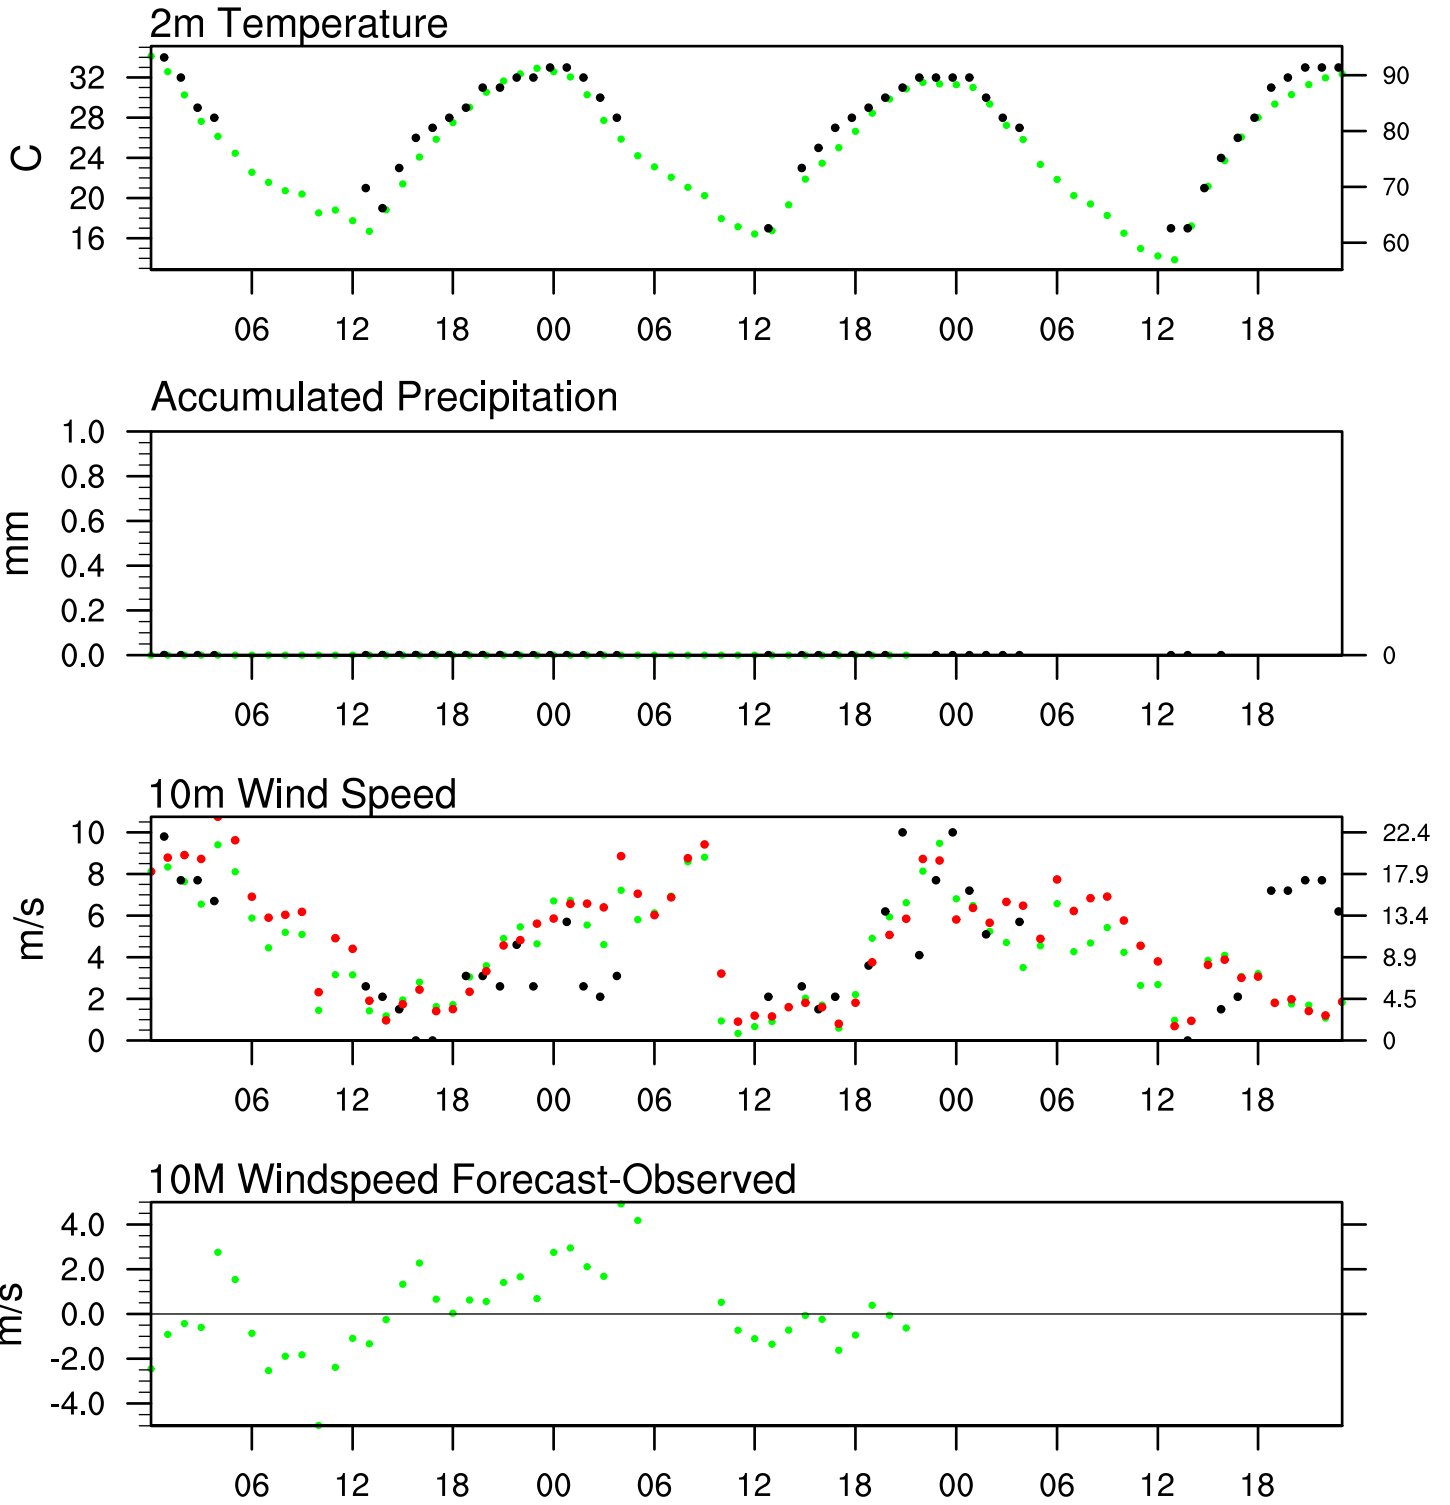 2m Temperature
C
32
28
24
20
16
90
80
70
60
06 12 18 00 06 12 18 00 06 12 18
Accumulated Precipitation
mm
1.0
0.8
0.6
0.4
0.2
0.0
0
06 12 18 00 06 12 18 00 06 12 18
10m Wind Speed
m/s
10
8
6
4
2
0
22.4
17.9
13.4
8.9
4.5
0
06 12 18 00 06 12 18 00 06 12 18
10M Windspeed Forecast-Observed
m/s
4.0
2.0
0.0
-2.0
-4.0
06 12 18 00 06 12 18 00 06 12 18